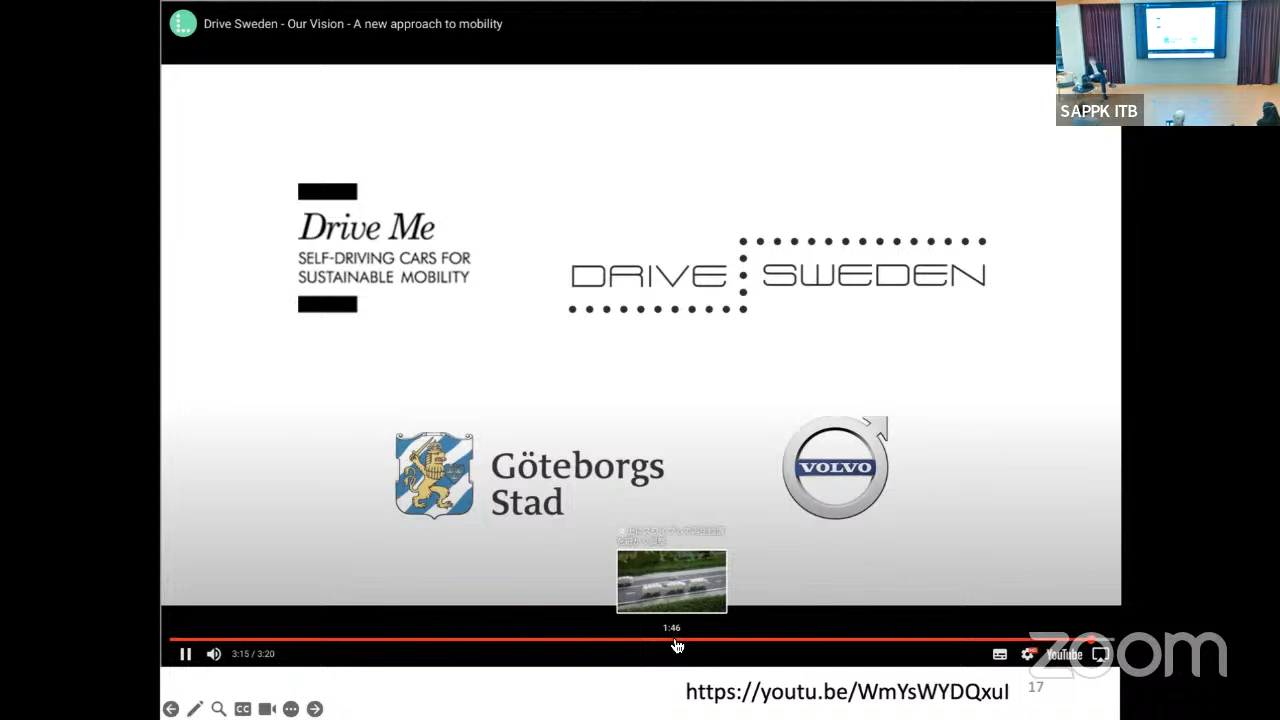 Drive Sweden - Our Vision - A new approach to mobility
SAPPK ITB
Drive Me
SELF-DRIVING CARS FOR
SUSTAINABLE MOBILITY
DRIVE SWEDEN
Göteborgs
Stad
VOLVO
1:46
3:15 / 3:20
YouTube
zoom
https://youtu.be/WmYsWYDQxuI
17
CC